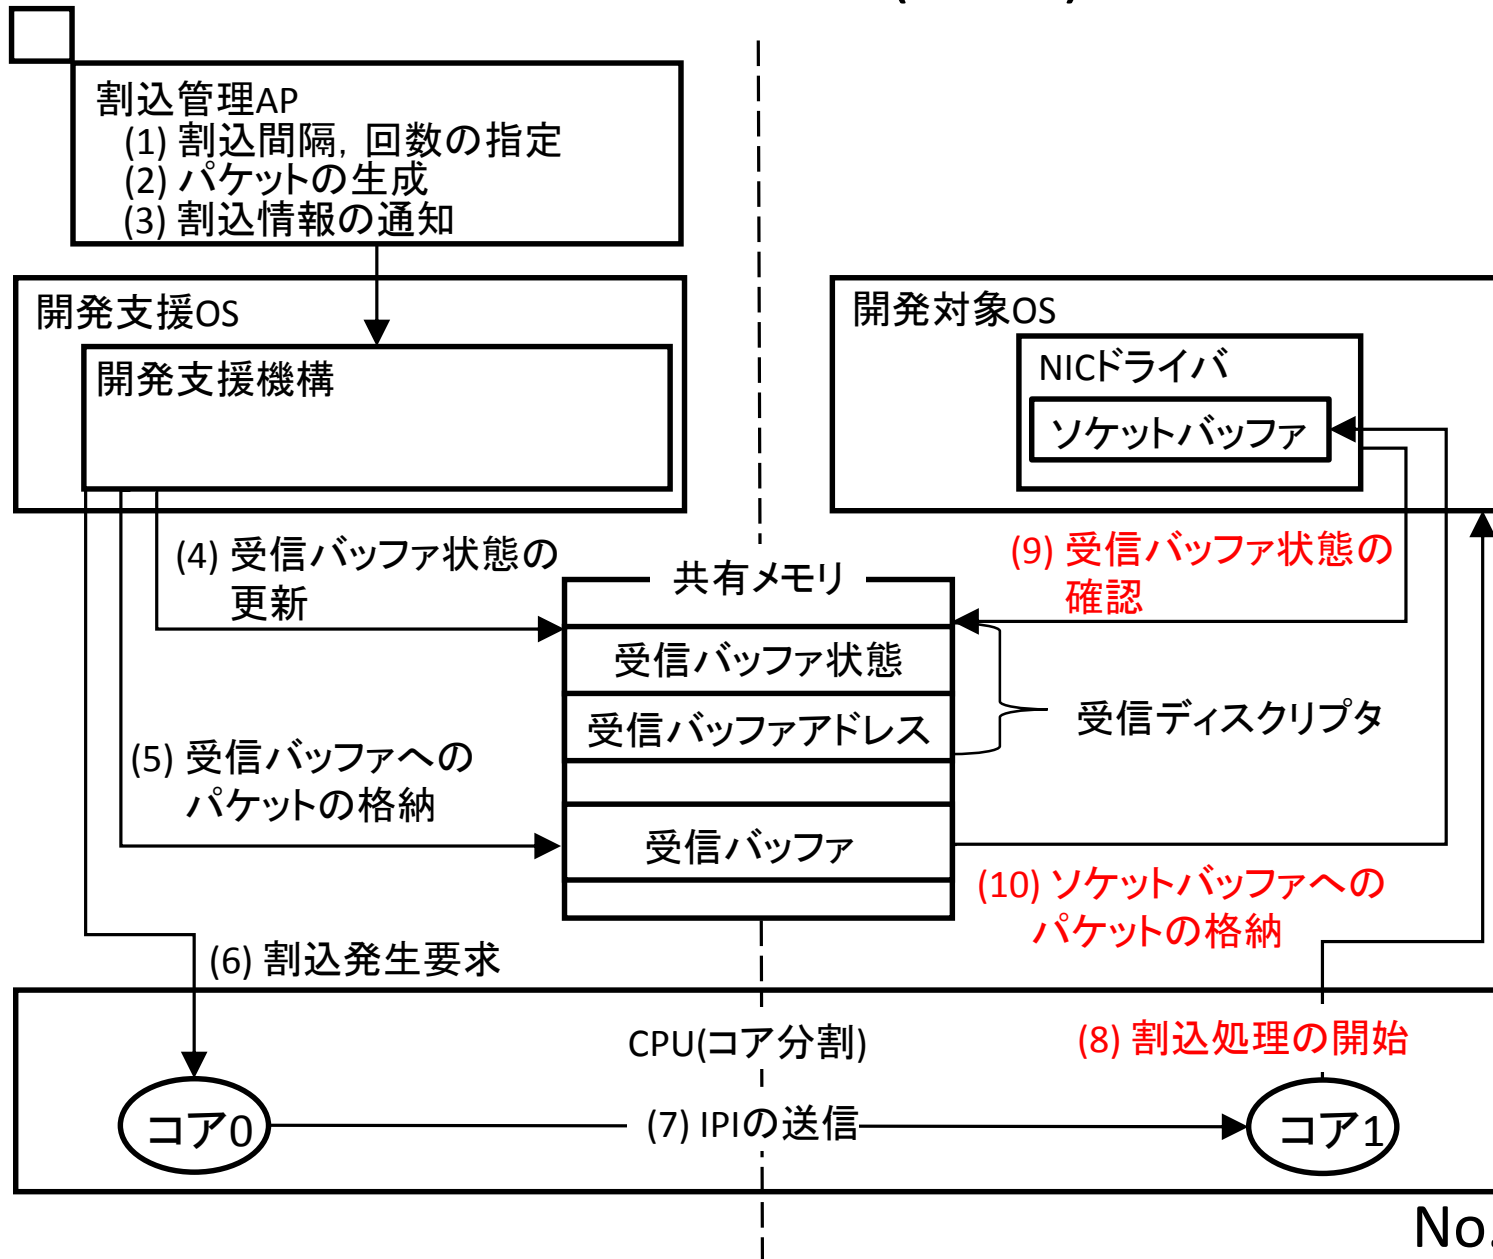 割込管理AP
(1) 割込間隔，回数の指定
(2) パケットの生成
(3) 割込情報の通知
開発支援OS
開発支援機構
開発対象OS
NICドライバ
ソケットバッファ
(4) 受信バッファ状態の
更新
(9) 受信バッファ状態の
確認
共有メモリ
受信バッファ状態
受信バッファアドレス
受信ディスクリプタ
(5) 受信バッファへの
パケットの格納
受信バッファ
(10) ソケットバッファへの
パケットの格納
(6) 割込発生要求
CPU(コア分割)
(8) 割込処理の開始
コア0
(7) IPIの送信
コア1
No.